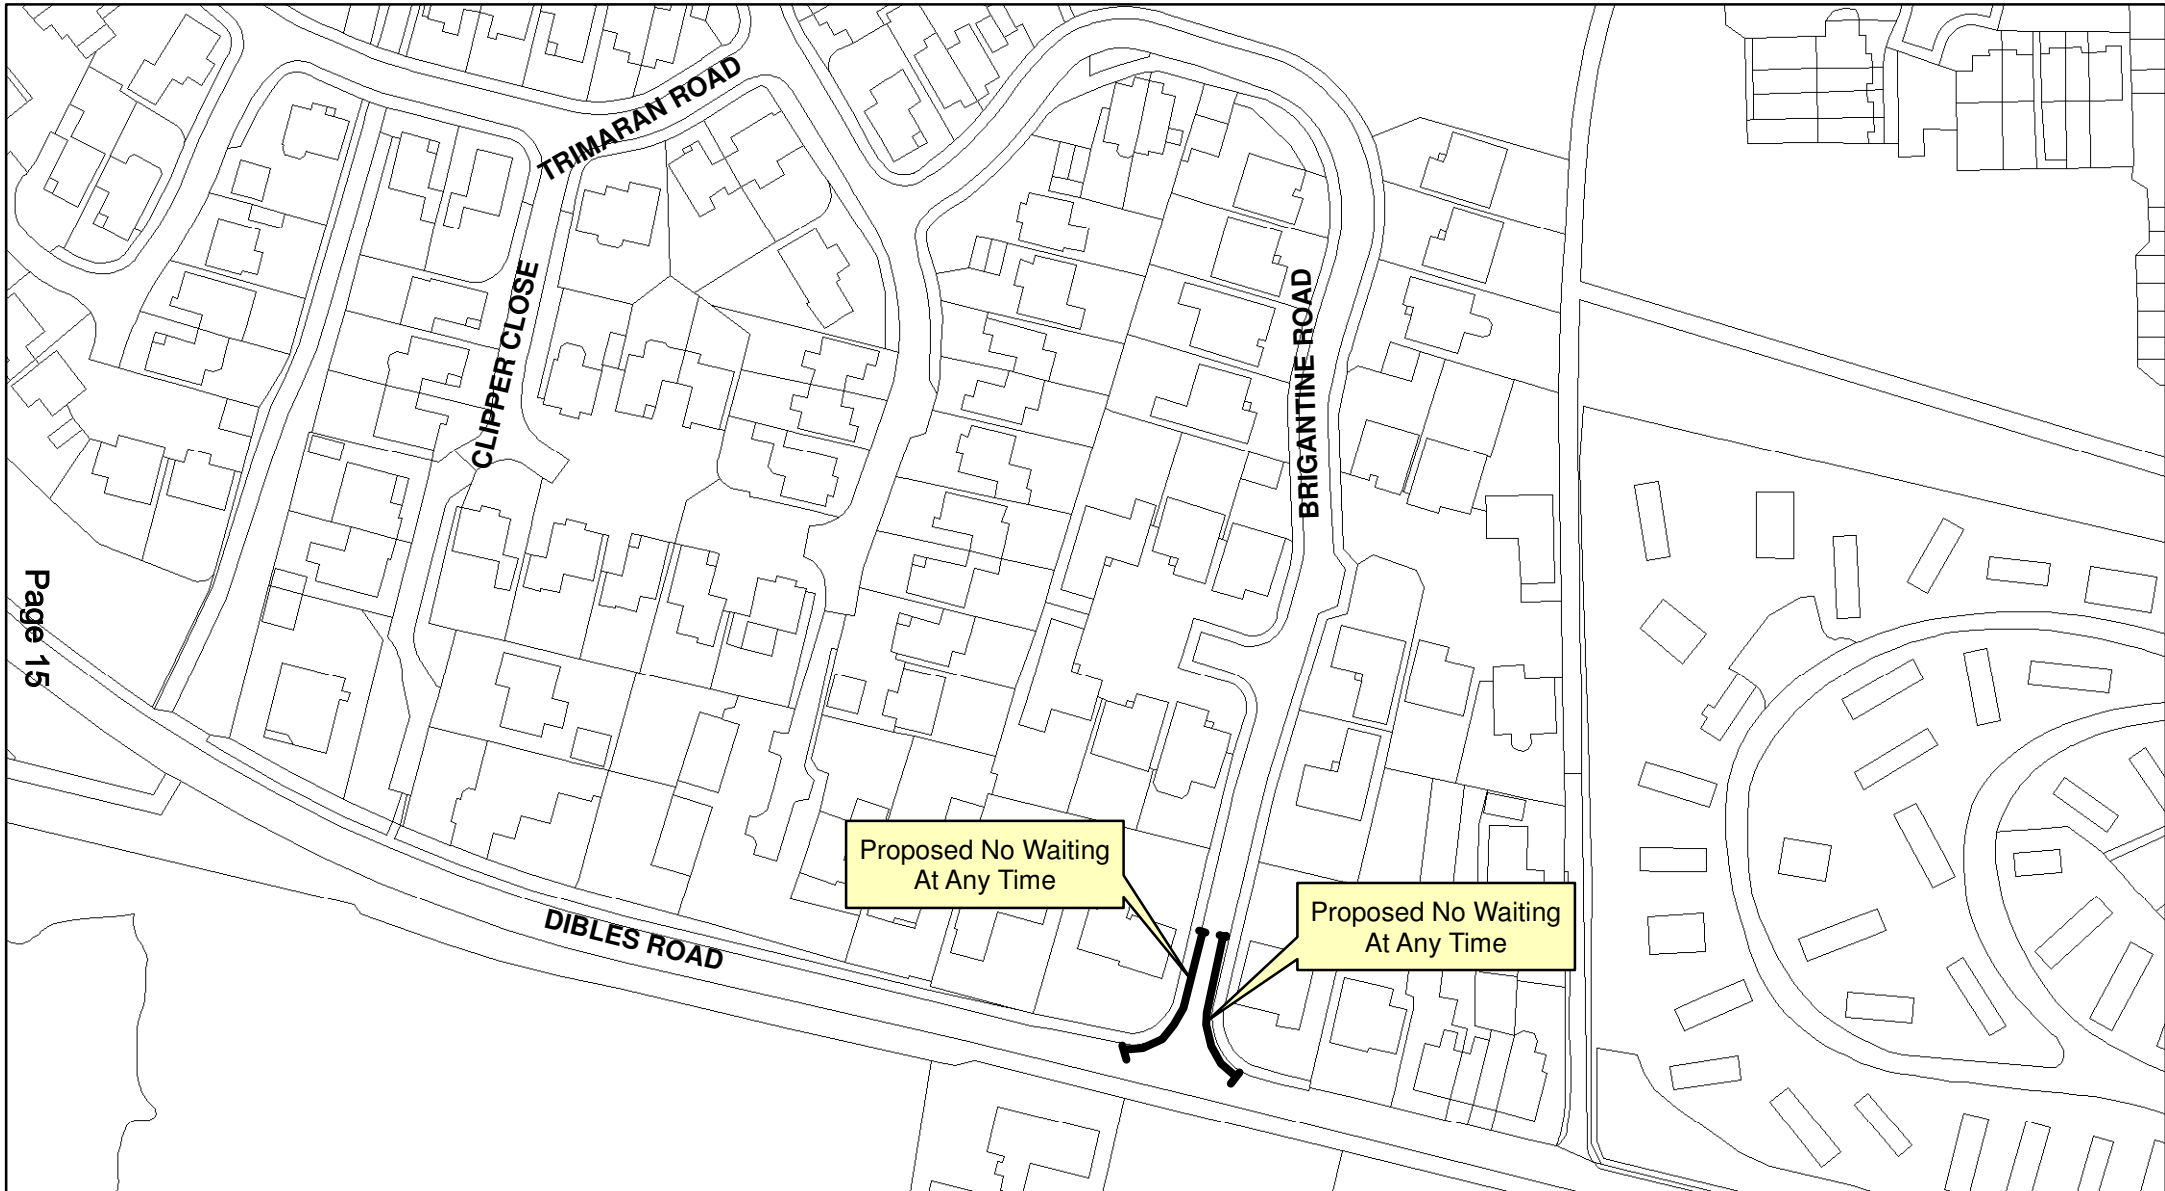 TRIMARAN ROAD
CLIPPER CLOSE
BRIGANTINE ROAD
Page 15
Proposed No Waiting
At Any Time
Proposed No Waiting
At Any Time
DIBLES ROAD